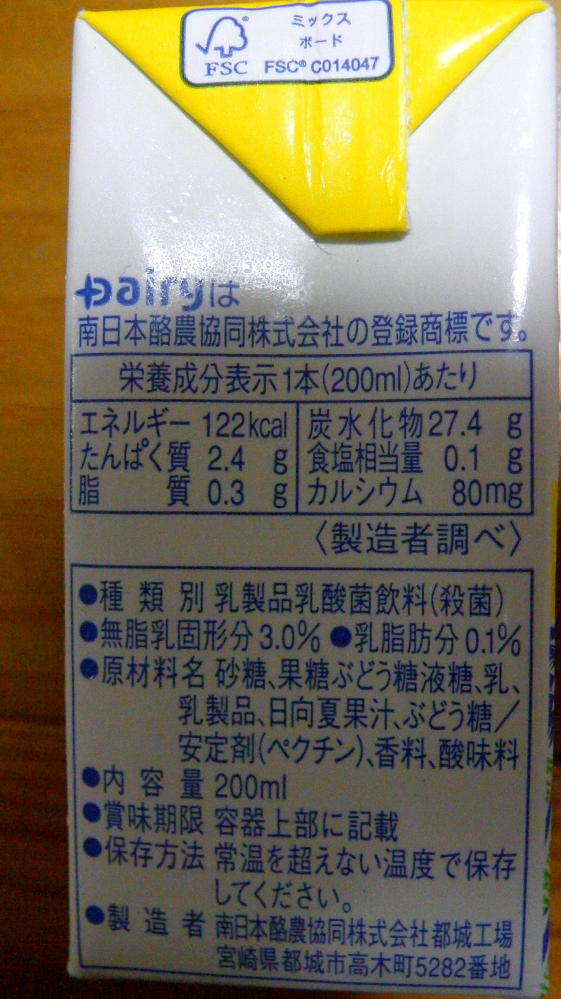 ミックス
ボード
FSC FSC® C014047
Dairyは
南日本酪農協同株式会社の登録商標です。
栄養成分表示1本(200ml)あたり
エネルギー 122kcal 炭水化物 27.4 g
たんぱく質 2.4 g 食塩相当量 0.1 g
脂質 0.3 g カルシウム 80mg
〈製造者調べ〉
●種類別 乳製品乳酸菌飲料(殺菌)
●無脂乳固形分 3.0% ●乳脂肪分 0.1%
●原材料名 砂糖、果糖ぶどう糖液糖、乳、
乳製品、日向夏果汁、ぶどう糖／
安定剤(ペクチン)、香料、酸味料
●内容量 200ml
●賞味期限 容器上部に記載
●保存方法 常温を超えない温度で保存
してください。
●製造者 南日本酪農協同株式会社都城工場
宮崎県都城市高木町5282番地